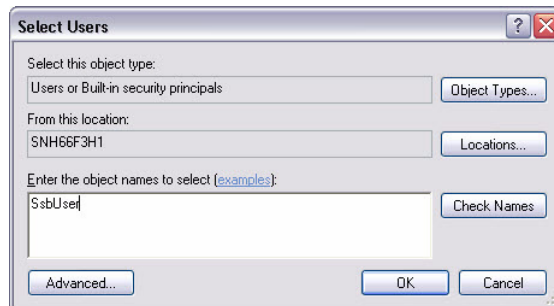 Select Users
Select this object type:
Users or Built-in security principals
Object Types...
From this location:
SNH66F3H1
Locations...
Enter the object names to select (examples):
SsbUser
Check Names
Advanced...
OK
Cancel